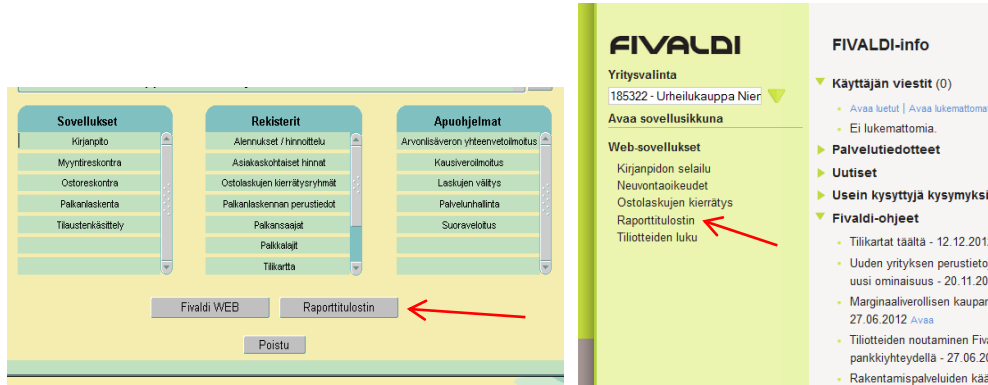 Sovellukset
Kirjanpito
Myyntireskontra
Ostoreskontra
Palkanlaskenta
Tilaustenkäsittely
Rekisterit
Alennukset / hinnoittelu
Asiakaskohtaiset hinnat
Ostolaskujen kierrätysryhmät
Palkanlaskennan perustiedot
Palkansaajat
Palkkalajit
Tilikartta
Apuohjelmat
Arvonlisäveron yhteenvetoilmoitus
Kausiveroilmoitus
Laskujen välitys
Palvelunhallinta
Suoraveloitus
Fivaldi WEB
Raporttitulostin
Poistu
FIVALDI
Yritysvalinta
185322 - Urheilukauppa Nier
Avaa sovellusikkuna
Web-sovellukset
Kirjanpidon selailu
Neuvontaoikeudet
Ostolaskujen kierrätys
Raporttitulostin
Tiliotteiden luku
FIVALDI-info
Käyttäjän viestit (0)
Avaa luetut | Avaa lukemattoma
Ei lukemattomia.
Palvelutiedotteet
Uutiset
Usein kysyttyjä kysymyksi
Fivaldi-ohjeet
Tilikartat täältä - 12.12.201
Uuden yrityksen perustieto
uusi ominaisuus - 20.11.20
Marginaaliverollisen kaupan
27.06.2012 Avaa
Tiliotteiden noutaminen Fiva
pankkiyhteydellä - 27.06.20
Rakentamispalveluiden kää